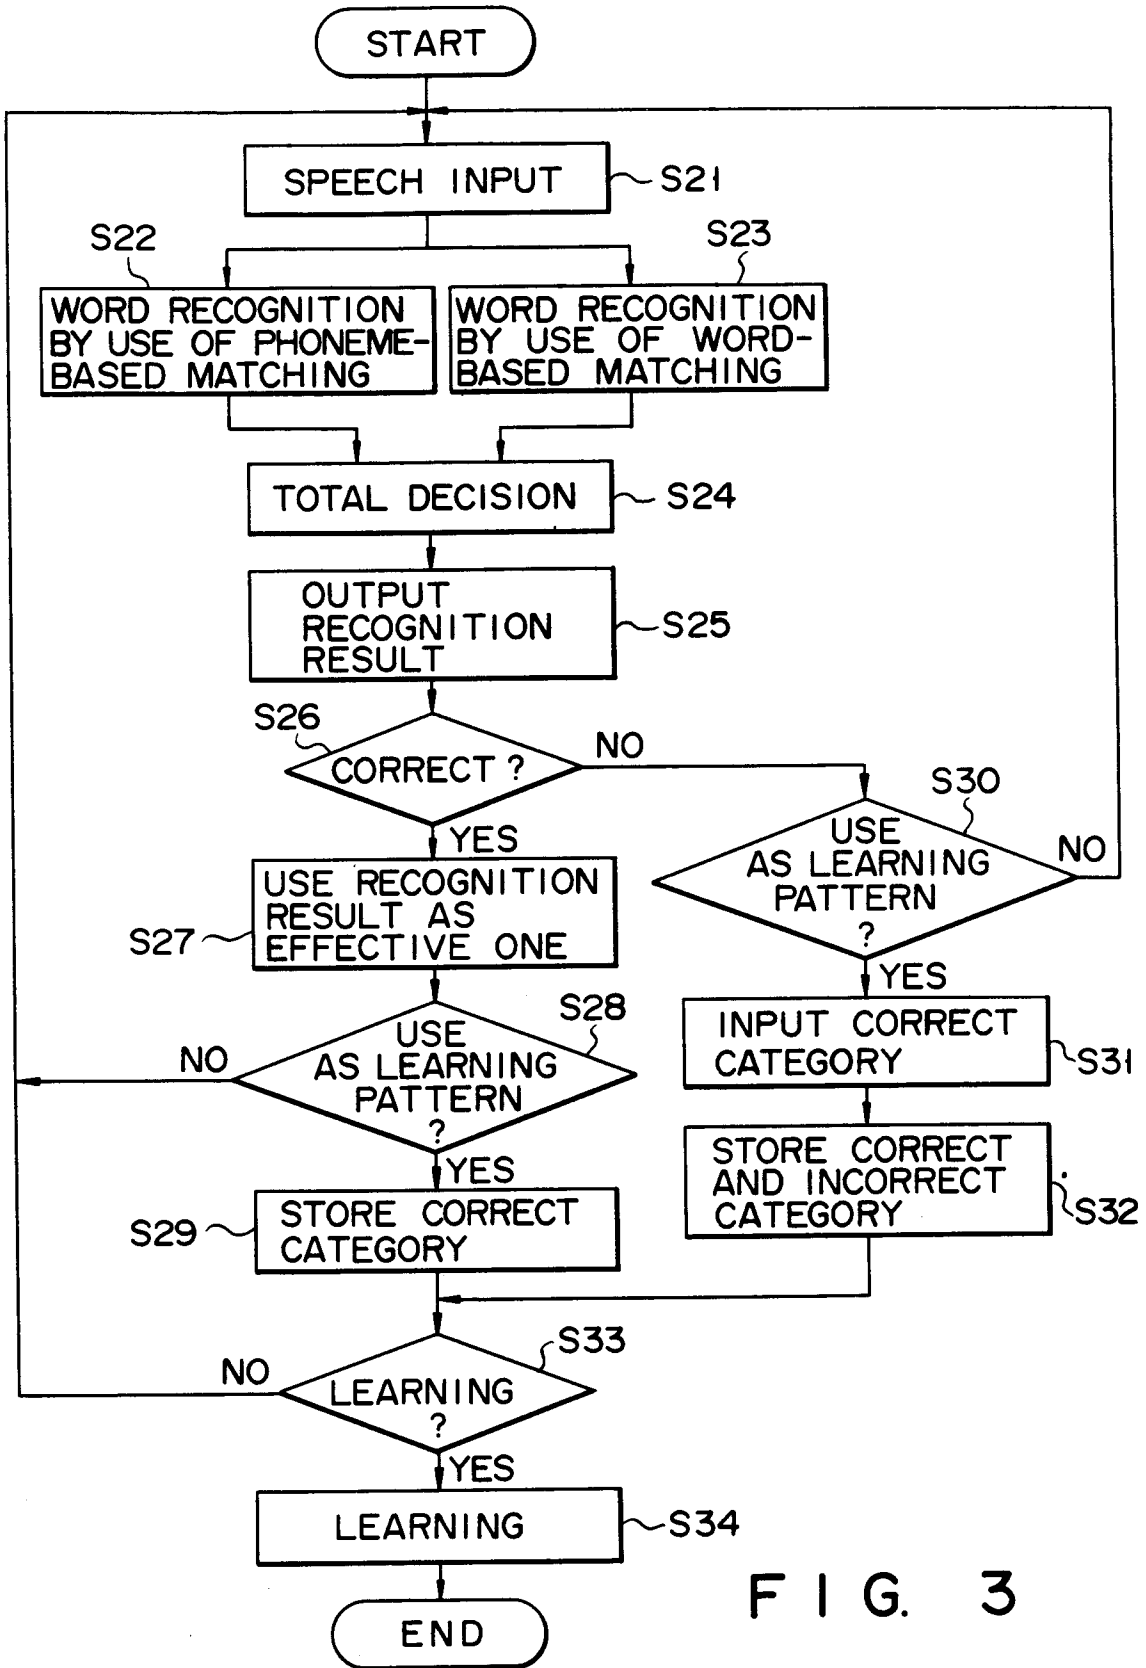 START
SPEECH INPUT
S21
S22
S23
WORD RECOGNITION
BY USE OF PHONEME-
BASED MATCHING
WORD RECOGNITION
BY USE OF WORD-
BASED MATCHING
TOTAL DECISION
S24
OUTPUT
RECOGNITION
RESULT
S25
S26
CORRECT ?
NO
YES
S30
USE
AS LEARNING
PATTERN
?
NO
YES
USE RECOGNITION
RESULT AS
EFFECTIVE ONE
S27
S28
USE
AS LEARNING
PATTERN
?
NO
YES
INPUT CORRECT
CATEGORY
S31
STORE CORRECT
AND INCORRECT
CATEGORY
S32
S29
STORE CORRECT
CATEGORY
S33
LEARNING
?
NO
YES
LEARNING
S34
END
FIG. 3